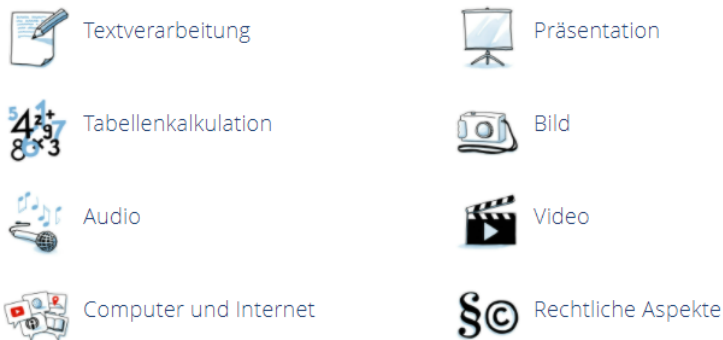 Textverarbeitung
Präsentation
Tabellenkalkulation
Bild
Audio
Video
Computer und Internet
§© Rechtliche Aspekte